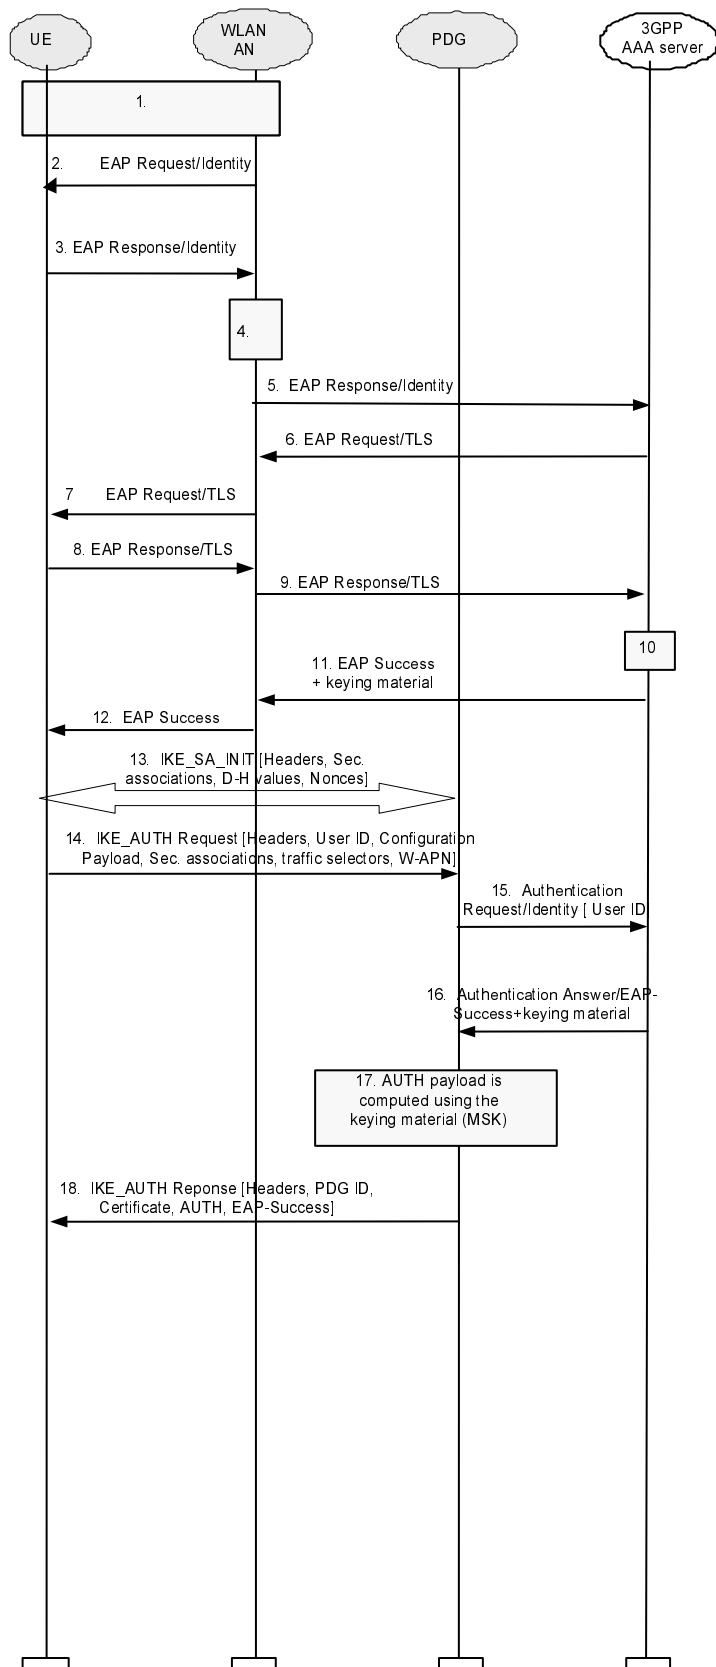 UE
WLAN
AN
PDG
3GPP
AAA server
1.
2. EAP Request/Identity
3. EAP Response/Identity
4.
5. EAP Response/Identity
6. EAP Request/TLS
7 EAP Request/TLS
8. EAP Response/TLS
9. EAP Response/TLS
10
11. EAP Success
+ keying material
12. EAP Success
13. IKE_SA_INIT [Headers, Sec.
associations, D-H values, Nonces]
14. IKE_AUTH Request [Headers, User ID, Configuration
Payload, Sec. associations, traffic selectors, W-APN]
15. Authentication
Request/Identity [ User ID
16. Authentication Answer/EAP-
Success+keying material
17. AUTH payload is
computed using the
keying material (MSK)
18. IKE_AUTH Reponse [Headers, PDG ID,
Certificate, AUTH, EAP-Success]